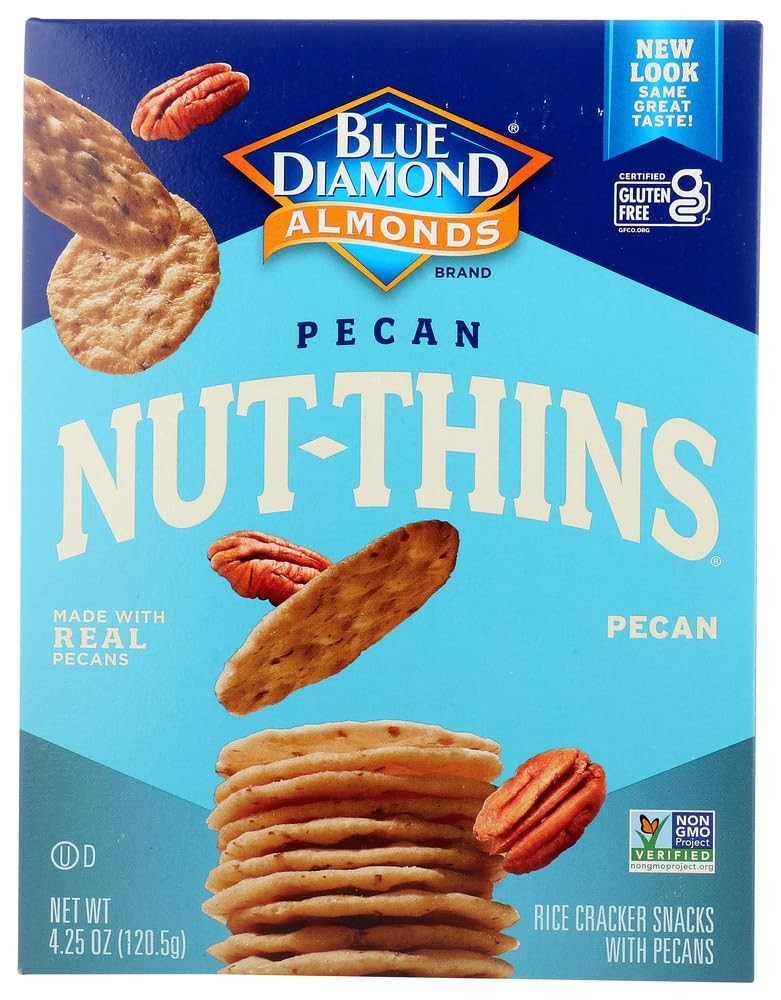 NEW
LOOK
SAME
GREAT
TASTE!
BLUE
DIAMOND®
ALMONDS
BRAND
CERTIFIED
GLUTEN
FREE
GFCO.ORG
PECAN
NUT-THINS®
MADE WITH
REAL
PECANS
PECAN
U D
NON
GMO
Project
VERIFIED
nongmoproject.org
NET WT
4.25 OZ (120.5g)
RICE CRACKER SNACKS
WITH PECANS